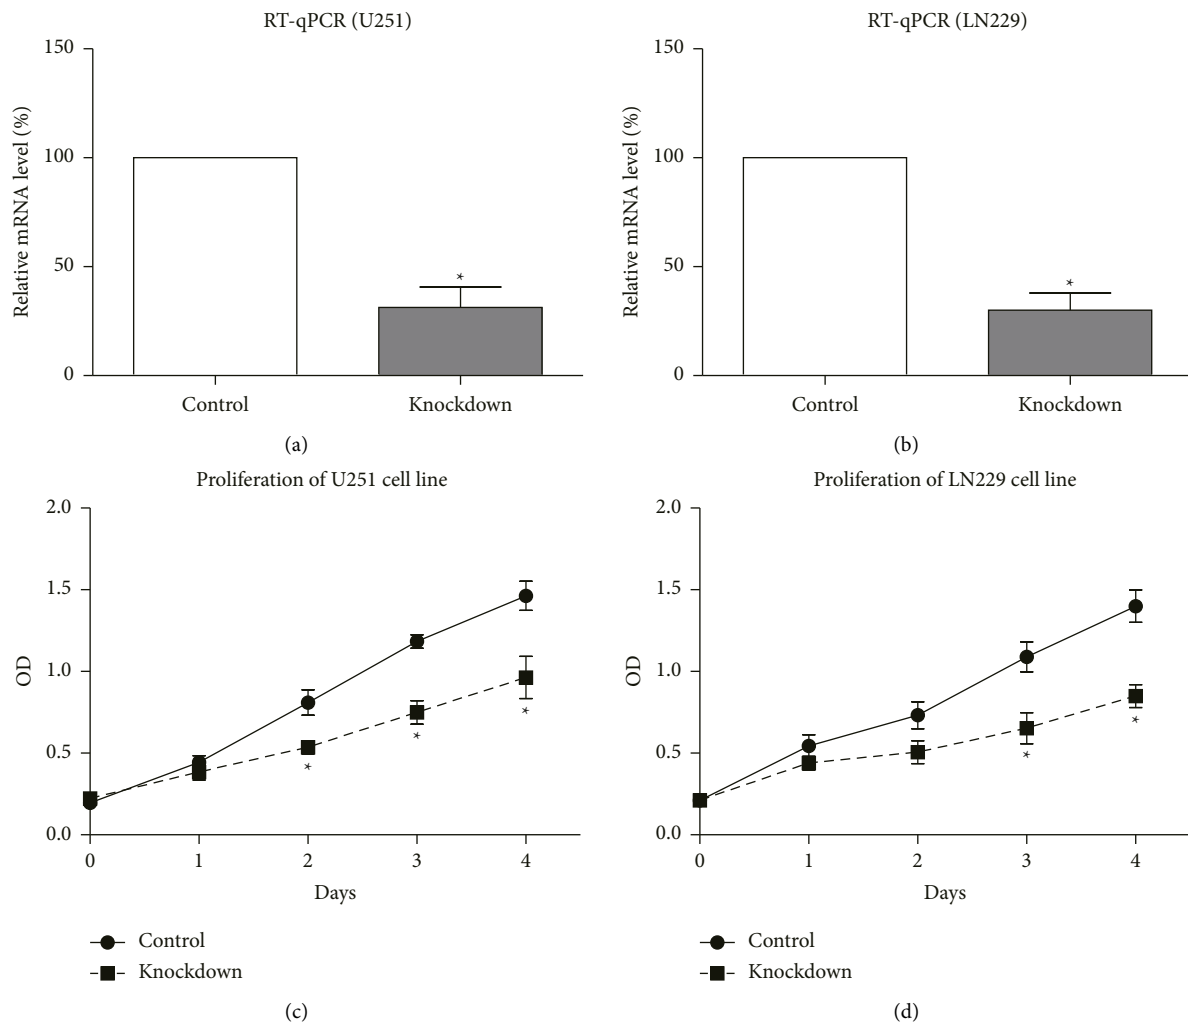 RT-qPCR (U251)
150
100
50
0
Relative mRNA level (%)
*
Control
Knockdown
(a)
RT-qPCR (LN229)
150
100
50
0
Relative mRNA level (%)
*
Control
Knockdown
(b)
Proliferation of U251 cell line
2.0
1.5
1.0
0.5
0.0
OD
* * *
0 1 2 3 4
Days
Control
Knockdown
(c)
Proliferation of LN229 cell line
2.0
1.5
1.0
0.5
0.0
OD
* *
0 1 2 3 4
Days
Control
Knockdown
(d)